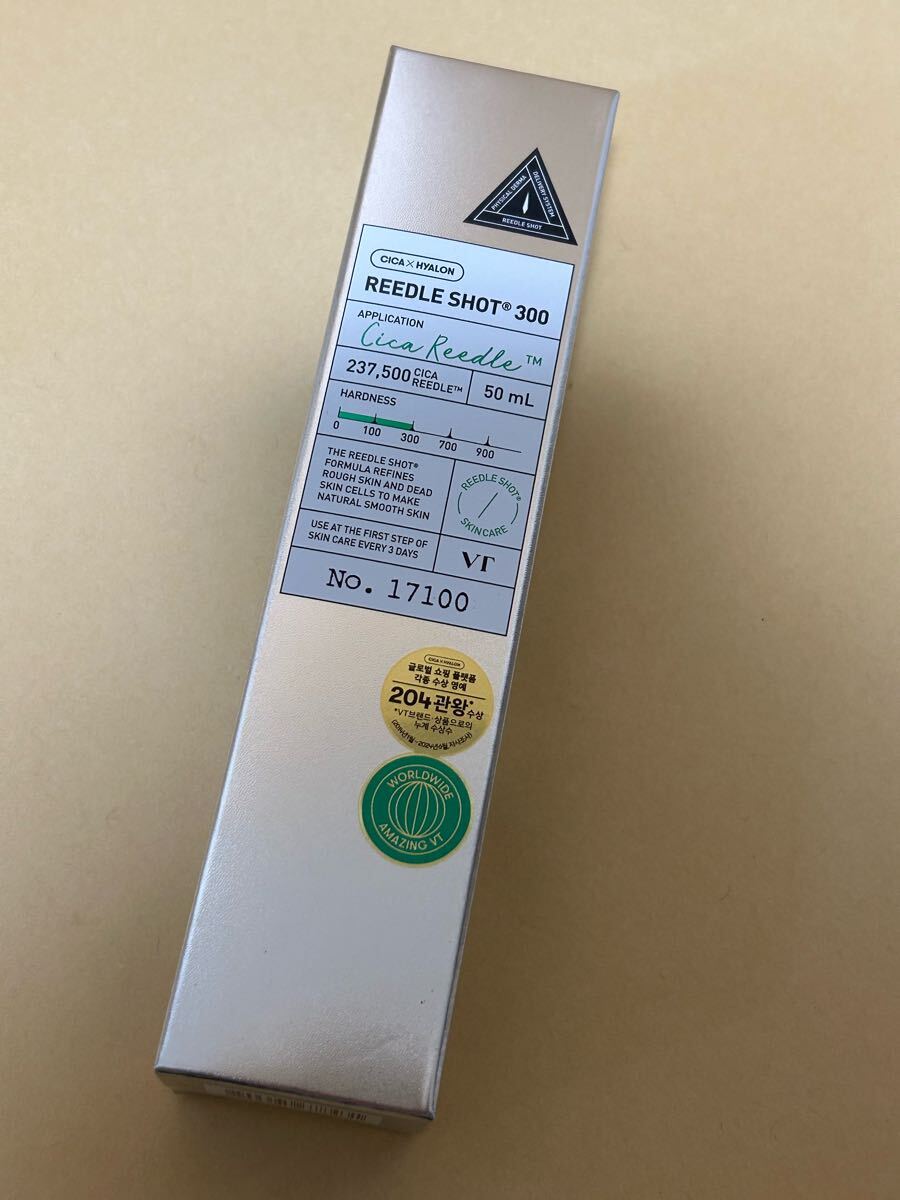 PHYSICAL DERMA
DELIVERY SYSTEM
REEDLE SHOT
CICA×HYALON
REEDLE SHOT® 300
APPLICATION
Cica Reedle™
237,500 CICA
REEDLE™
50 mL
HARDNESS
0 100 300 700 900
THE REEDLE SHOT®
FORMULA REFINES
ROUGH SKIN AND DEAD
SKIN CELLS TO MAKE
NATURAL SMOOTH SKIN
REEDLE SHOT®
SKINCARE
USE AT THE FIRST STEP OF
SKIN CARE EVERY 3 DAYS
VT
No. 17100
CICA×HYALON
글로벌 쇼핑 플랫폼
각종 수상 영예
204관왕* 수상
*VT브랜드·상품으로의
누계 수상수
WORLDWIDE
AMAZING VT